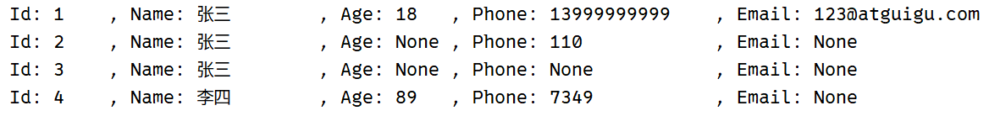 Id: 1    , Name: 张三        , Age: 18   , Phone: 13999999999    , Email: 123@atguigu.com
Id: 2    , Name: 张三        , Age: None , Phone: 110            , Email: None
Id: 3    , Name: 张三        , Age: None , Phone: None           , Email: None
Id: 4    , Name: 李四        , Age: 89   , Phone: 7349           , Email: None